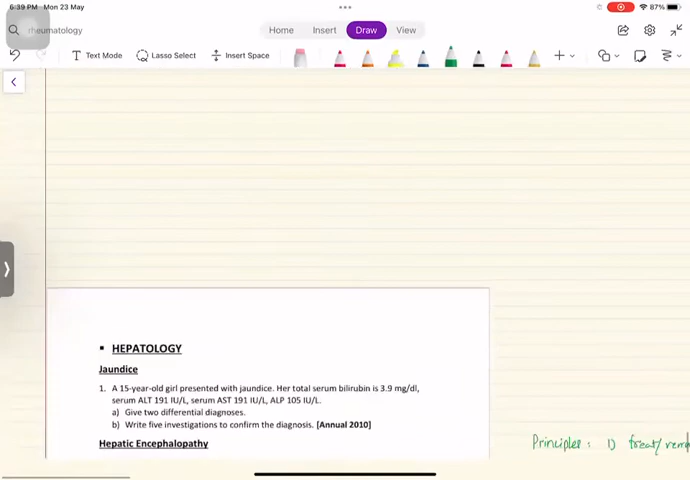 6:39 PM Mon 23 May
87%
rheumatology
Home Insert Draw View
Text Mode Lasso Select Insert Space
HEPATOLOGY
Jaundice
1. A 15-year-old girl presented with jaundice. Her total serum bilirubin is 3.9 mg/dl,
serum ALT 191 IU/L, serum AST 191 IU/L, ALP 105 IU/L.
a) Give two differential diagnoses.
b) Write five investigations to confirm the diagnosis. [Annual 2010]
Hepatic Encephalopathy
Principles: 1) treat/